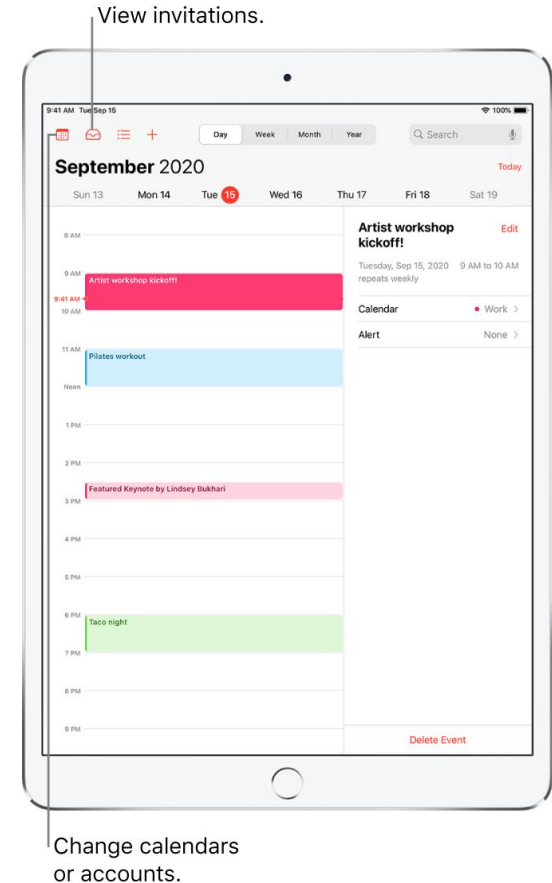 View invitations.
9:41 AM Tue Sep 15
100%
Day Week Month Year
Search
September 2020
Today
Sun 13 Mon 14 Tue 15 Wed 16 Thu 17 Fri 18 Sat 19
8 AM
9 AM
Artist workshop kickoff!
9:41 AM
10 AM
11 AM
Pilates workout
Noon
1 PM
2 PM
Featured Keynote by Lindsey Bukhari
3 PM
4 PM
5 PM
6 PM
Taco night
7 PM
8 PM
9 PM
Artist workshop
kickoff!
Edit
Tuesday, Sep 15, 2020 9 AM to 10 AM
repeats weekly
Calendar Work
Alert None
Delete Event
Change calendars
or accounts.